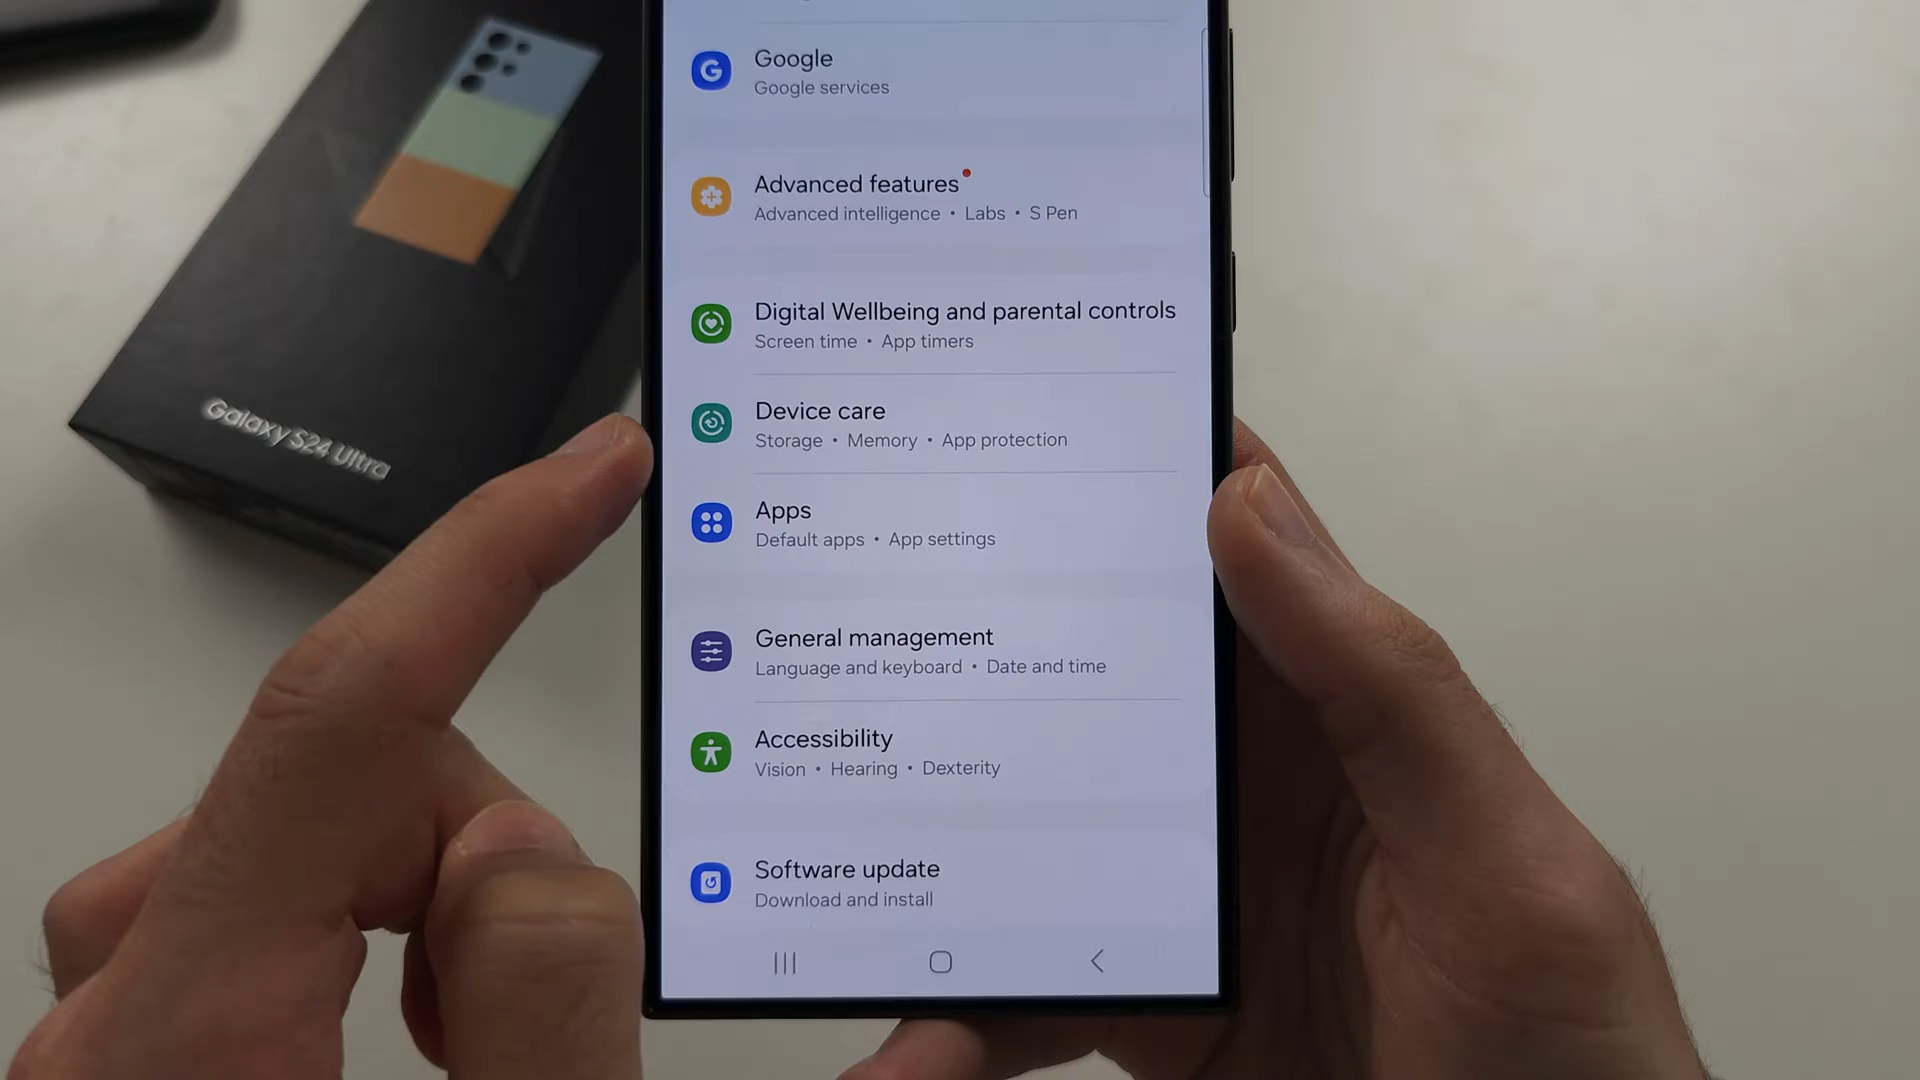 Google
Google services
Advanced features
Advanced intelligence • Labs • S Pen
Digital Wellbeing and parental controls
Screen time • App timers
Device care
Storage • Memory • App protection
Apps
Default apps • App settings
General management
Language and keyboard • Date and time
Accessibility
Vision • Hearing • Dexterity
Software update
Download and install
Galaxy S24 Ultra